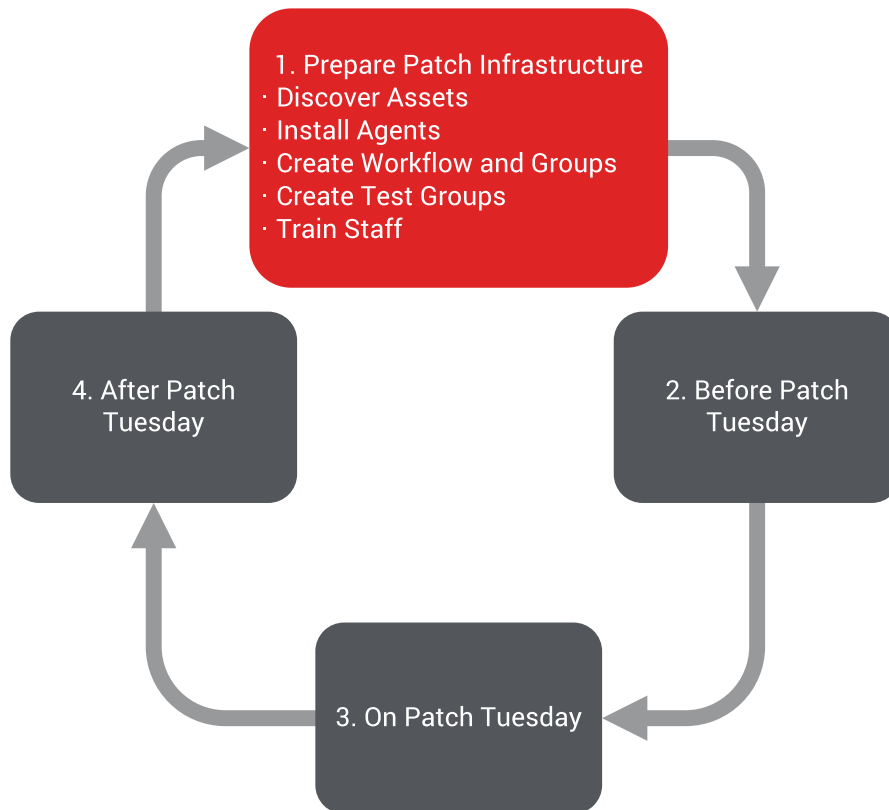 1. Prepare Patch Infrastructure
· Discover Assets
· Install Agents
· Create Workflow and Groups
· Create Test Groups
· Train Staff
2. Before Patch
Tuesday
3. On Patch Tuesday
4. After Patch
Tuesday